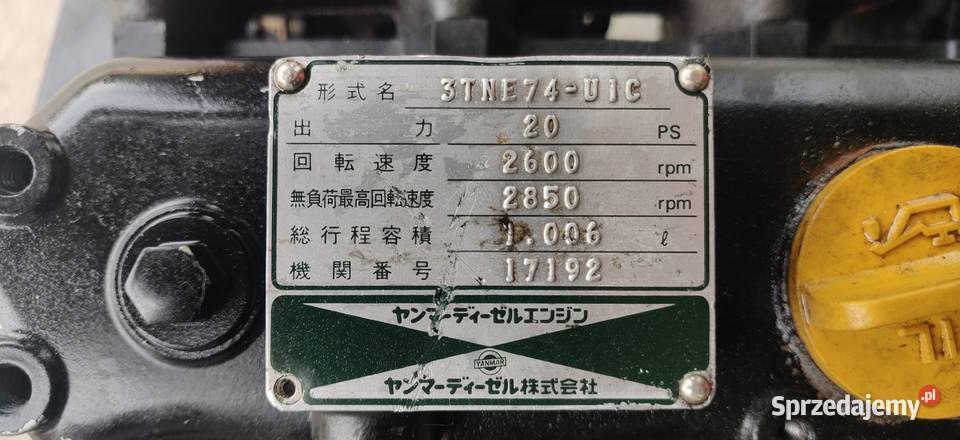 形式名 3TNE74-U1C
出力 20 PS
回転速度 2600 rpm
無負荷最高回転速度 2850 rpm
総行程容積 1.006 ℓ
機関番号 17192
ヤンマーディーゼルエンジン
YANMAR
ヤンマーディーゼル株式会社
Sprzedajemy.pl